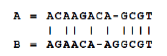 A = ACAAGACA-GCGT
| | | | | | |
B = AGAACA-AGGCGT